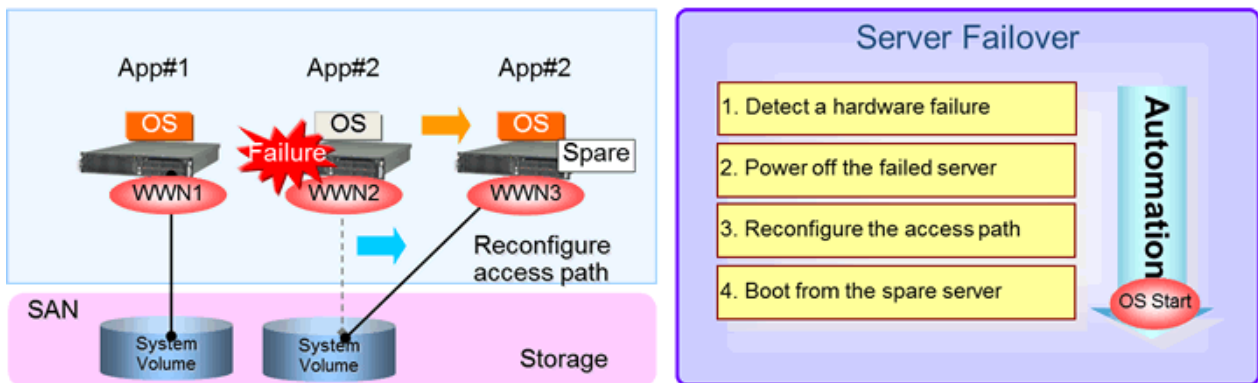 App#1
App#2
App#2
OS
OS
OS
Failure
Spare
WWN1
WWN2
WWN3
Reconfigure
access path
SAN
System
Volume
System
Volume
Storage
Server Failover
1. Detect a hardware failure
2. Power off the failed server
3. Reconfigure the access path
4. Boot from the spare server
Automation
OS Start